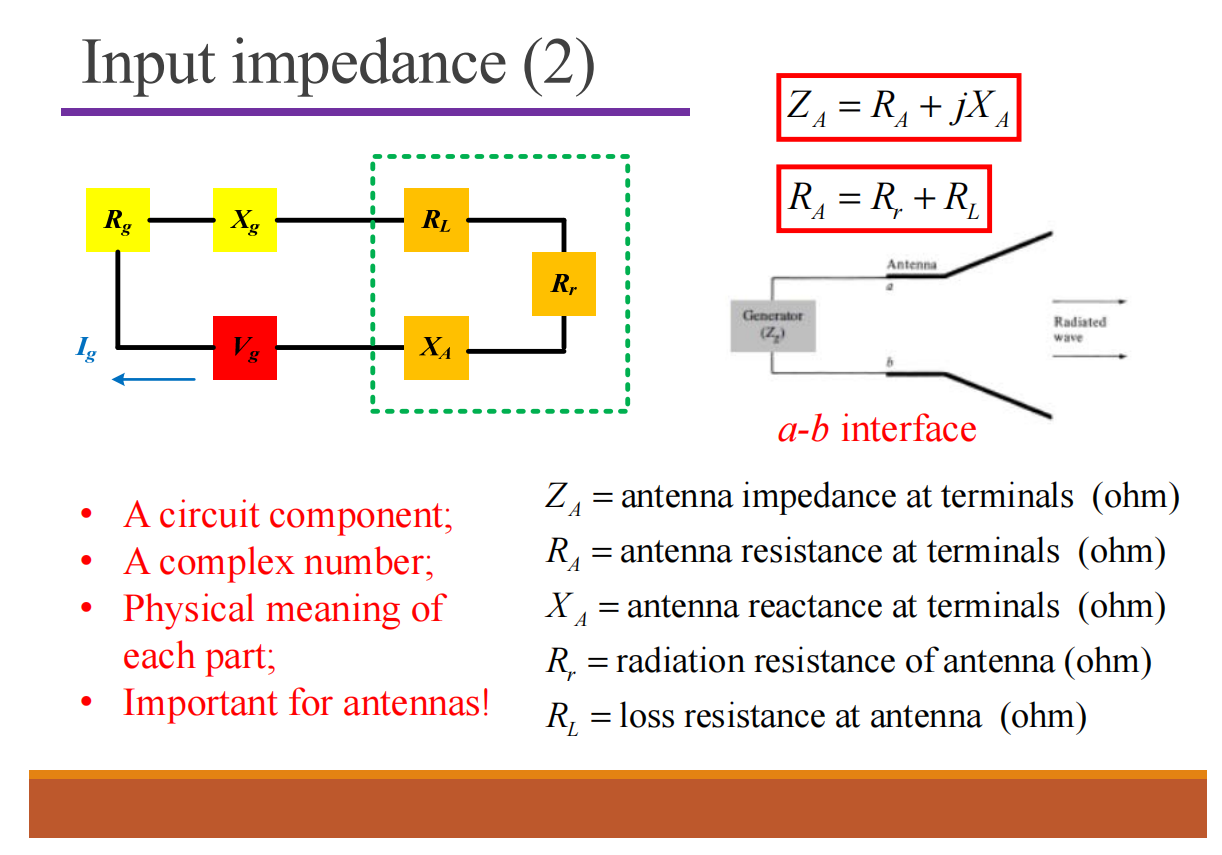 Input impedance (2)
Z_A = R_A + jX_A
R_A = R_r + R_L
R_g
X_g
R_L
R_r
I_g
V_g
X_A
Antenna
a
Generator
(Z_g)
b
Radiated
wave
a-b interface
• A circuit component;
• A complex number;
• Physical meaning of
each part;
• Important for antennas!
Z_A = antenna impedance at terminals (ohm)
R_A = antenna resistance at terminals (ohm)
X_A = antenna reactance at terminals (ohm)
R_r = radiation resistance of antenna (ohm)
R_L = loss resistance at antenna (ohm)